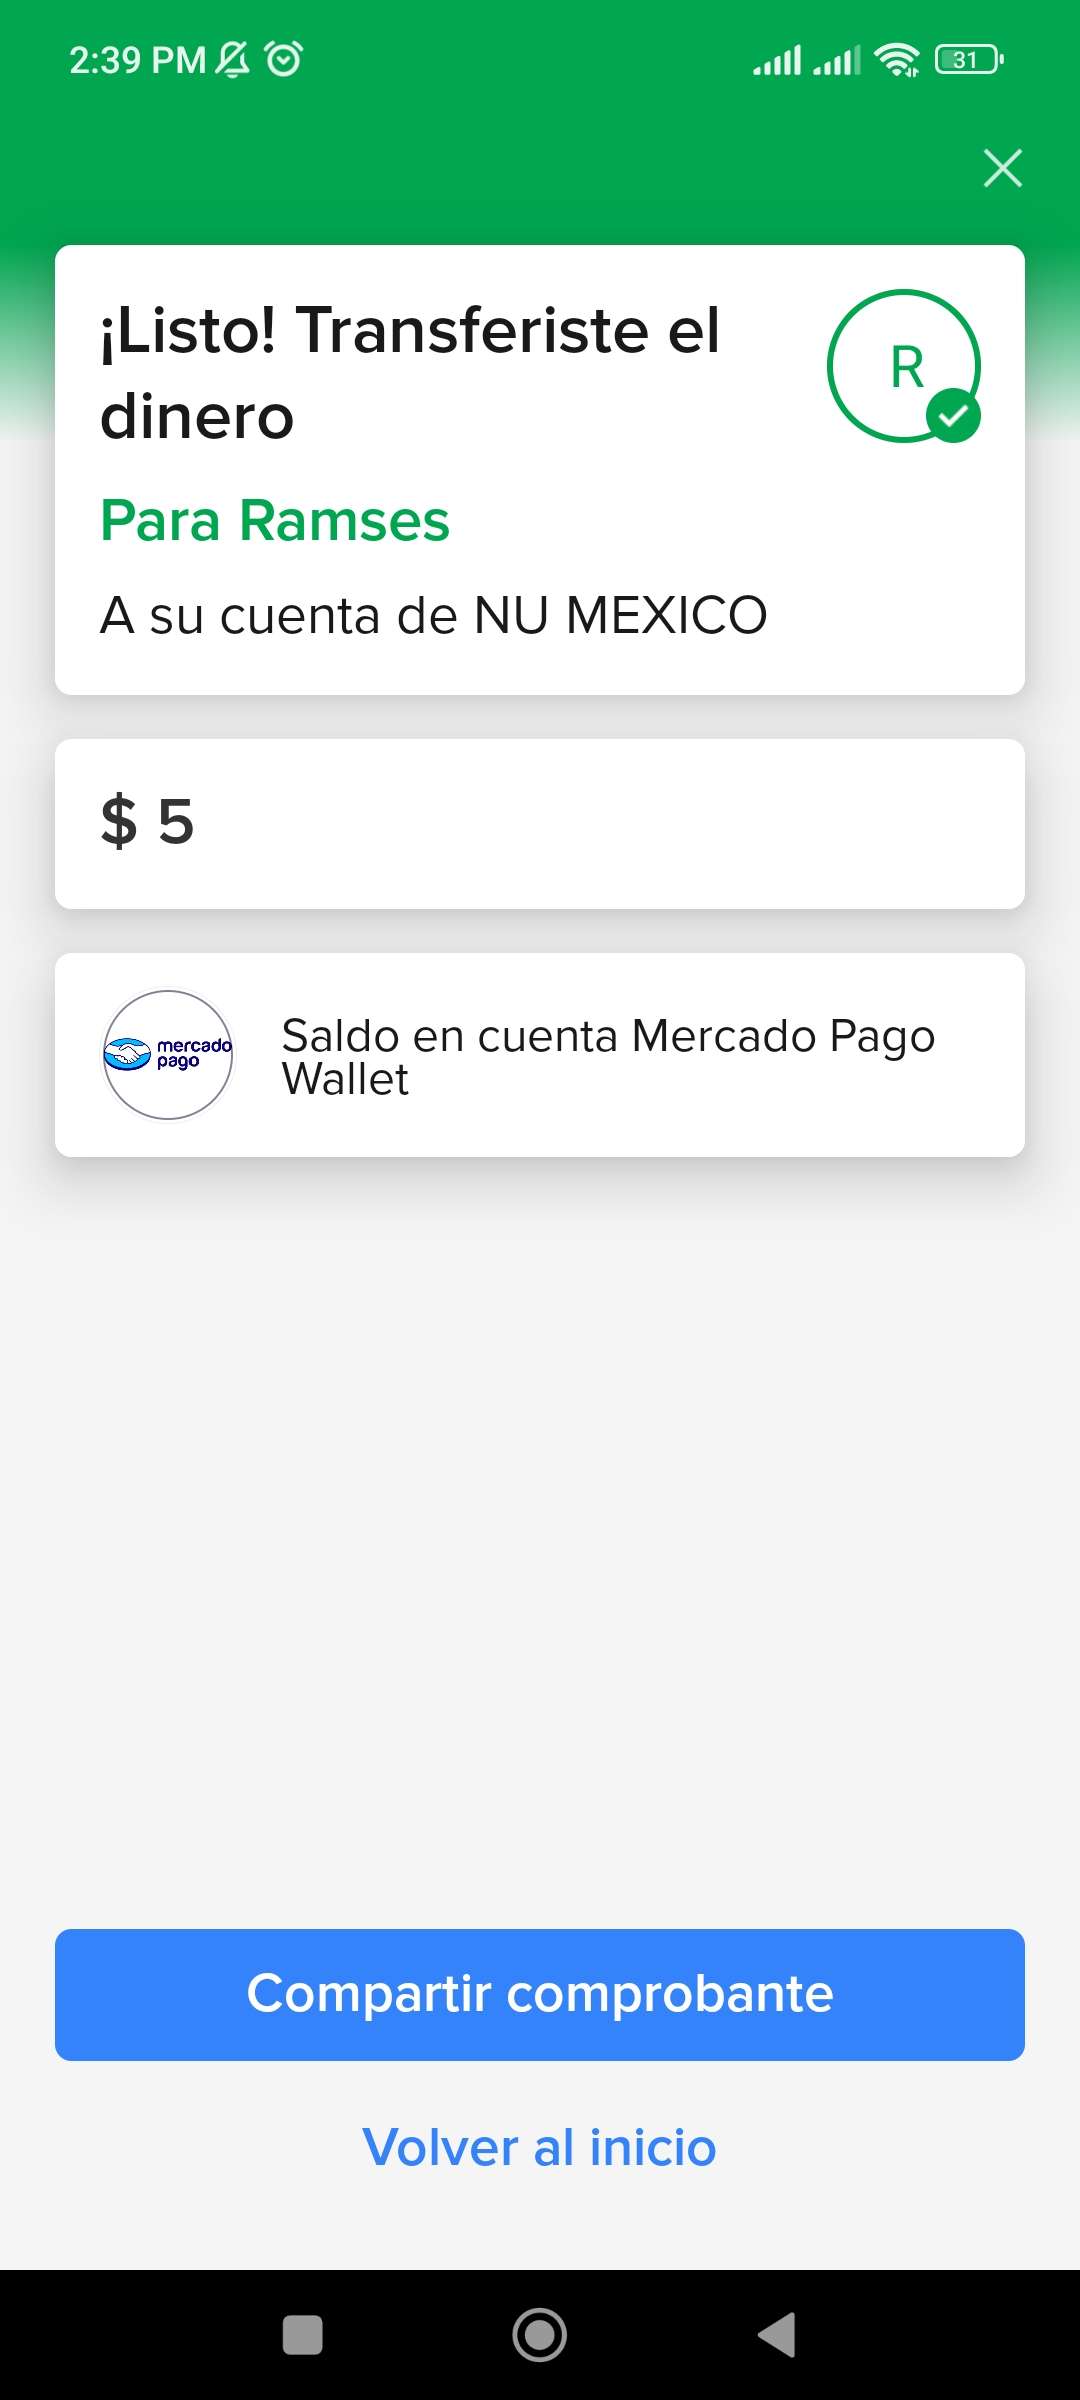 2:39 PM
31
¡Listo! Transferiste el
dinero
R
Para Ramses
A su cuenta de NU MEXICO
$ 5
mercado
pago
Saldo en cuenta Mercado Pago
Wallet
Compartir comprobante
Volver al inicio